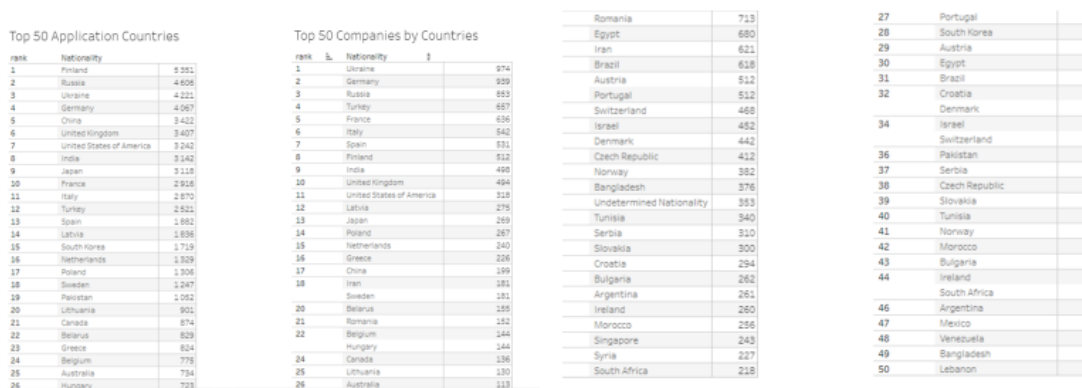 Top 50 Application Countries
rank Nationality
1 Finland 5 351
2 Russia 4 606
3 Ukraine 4 221
4 Germany 4 067
5 China 3 422
6 United Kingdom 3 407
7 United States of America 3 242
8 India 3 142
9 Japan 3 118
10 France 2 916
11 Italy 2 870
12 Turkey 2 521
13 Spain 1 882
14 Latvia 1 836
15 South Korea 1 719
16 Netherlands 1 329
17 Poland 1 306
18 Sweden 1 247
19 Pakistan 1 052
20 Lithuania 901
21 Canada 874
22 Belarus 829
23 Greece 824
24 Belgium 775
25 Australia 734
26 Hungary 723
Top 50 Companies by Countries
rank Nationality
1 Ukraine 974
2 Germany 939
3 Russia 853
4 Turkey 657
5 France 636
6 Italy 542
7 Spain 531
8 Finland 512
9 India 498
10 United Kingdom 494
11 United States of America 318
12 Latvia 275
13 Japan 269
14 Poland 267
15 Netherlands 240
16 Greece 226
17 China 199
18 Iran 181
Sweden 181
20 Belarus 155
21 Romania 152
22 Belgium 144
Hungary 144
24 Canada 136
25 Lithuania 130
26 Australia 113
Romania 713
Egypt 680
Iran 621
Brazil 618
Austria 512
Portugal 512
Switzerland 468
Israel 452
Denmark 442
Czech Republic 412
Norway 382
Bangladesh 376
Undetermined Nationality 353
Tunisia 340
Serbia 310
Slovakia 300
Croatia 294
Bulgaria 262
Argentina 261
Ireland 260
Morocco 256
Singapore 243
Syria 227
South Africa 218
27 Portugal
28 South Korea
29 Austria
30 Egypt
31 Brazil
32 Croatia
Denmark
34 Israel
Switzerland
36 Pakistan
37 Serbia
38 Czech Republic
39 Slovakia
40 Tunisia
41 Norway
42 Morocco
43 Bulgaria
44 Ireland
South Africa
46 Argentina
47 Mexico
48 Venezuela
49 Bangladesh
50 Lebanon